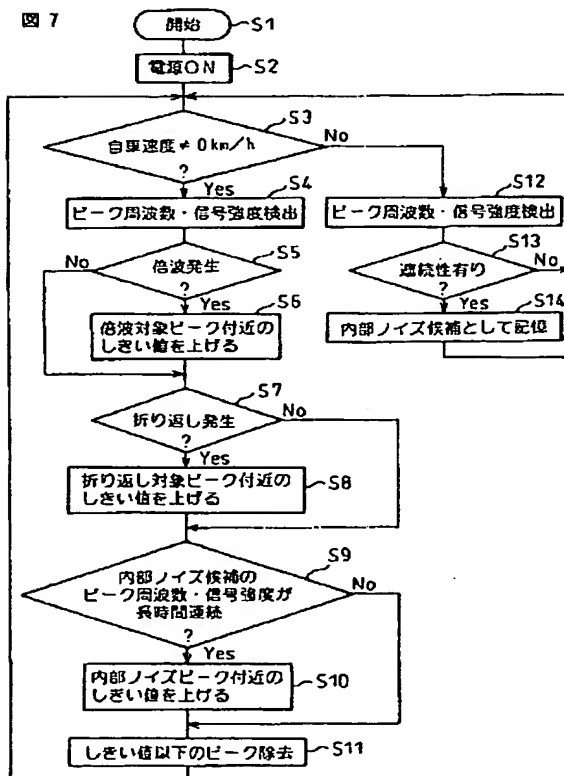 図 7
開始
S1
電源ON
S2
S3
自車速度≠0km/h
?
No
Yes
S4
ピーク周波数・信号強度検出
S5
No
倍波発生
?
Yes
S6
倍波対象ピーク付近の
しきい値を上げる
S7
折り返し発生
?
No
Yes
折り返し対象ピーク付近の
しきい値を上げる
S8
S9
内部ノイズ候補の
ピーク周波数・信号強度が
長時間連続
?
No
Yes
内部ノイズピーク付近の
しきい値を上げる
S10
しきい値以下のピーク除去
S11
S12
ピーク周波数・信号強度検出
S13
連続性有り
?
No
Yes
S14
内部ノイズ候補として記憶